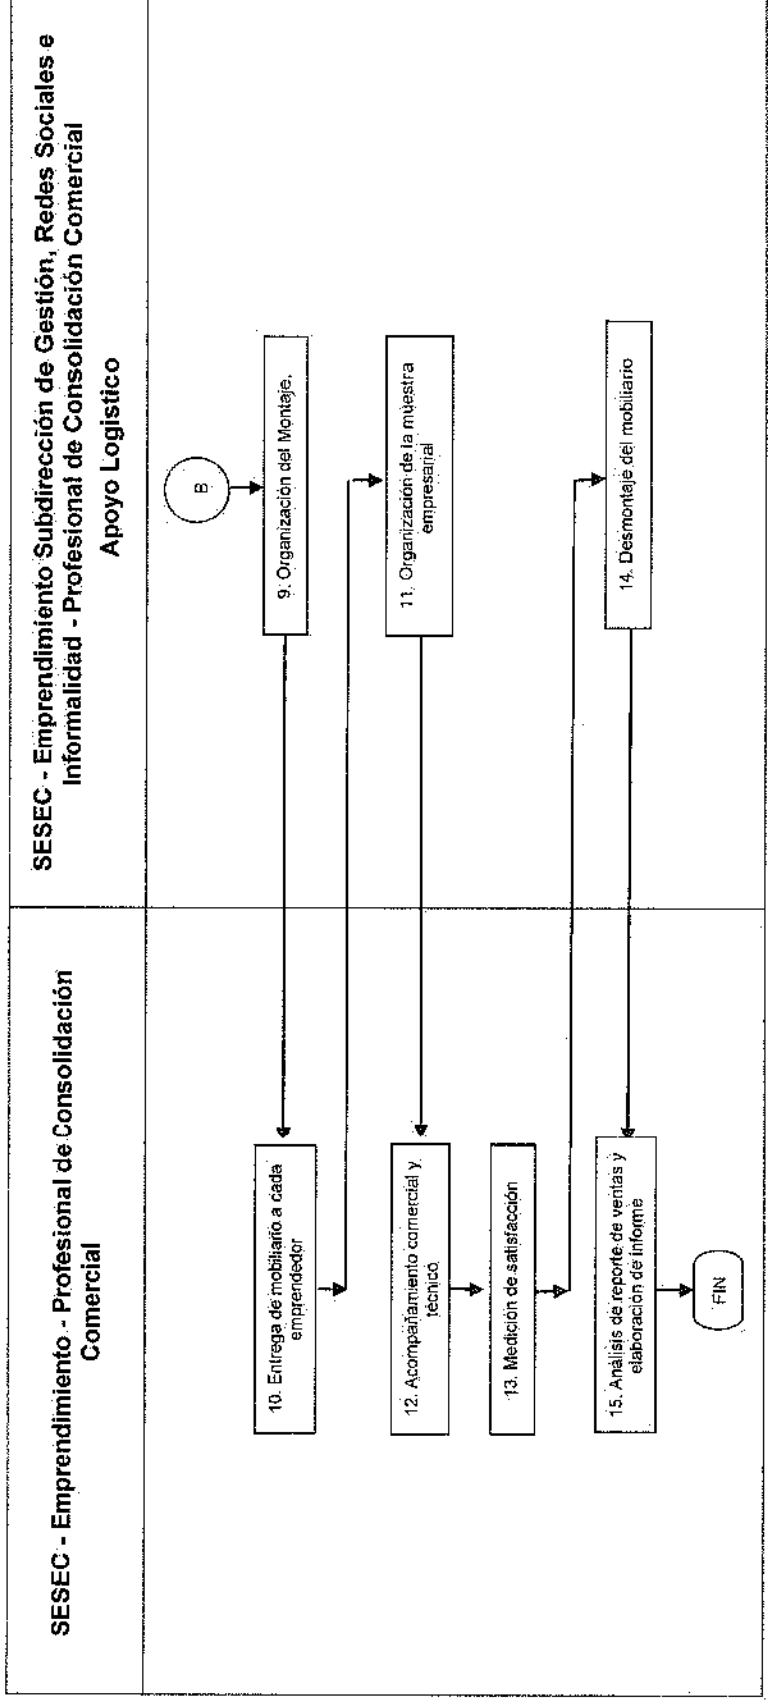 SESEC - Emprendimiento - Profesional de Consolidación
Comercial
SESEC - Emprendimiento Subdirección de Gestión, Redes Sociales e
Informalidad - Profesional de Consolidación Comercial
Apoyo Logistico
B
9. Organización del Montaje.
10. Entrega de mobiliario a cada
emprendedor
11. Organización de la muestra
empresarial
12. Acompañamiento comercial y
técnico
13. Medición de satisfacción
14. Desmontaje del mobiliario
15. Análisis de reporte de ventas y
elaboración de informe
FIN